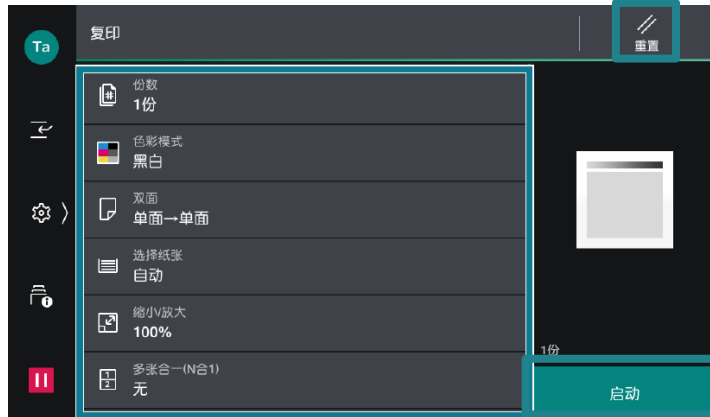 Ta
复印
重置
份数
1份
色彩模式
黑白
双面
单面→单面
选择纸张
自动
缩小\/放大
100%
多张合一(N合1)
无
1份
启动